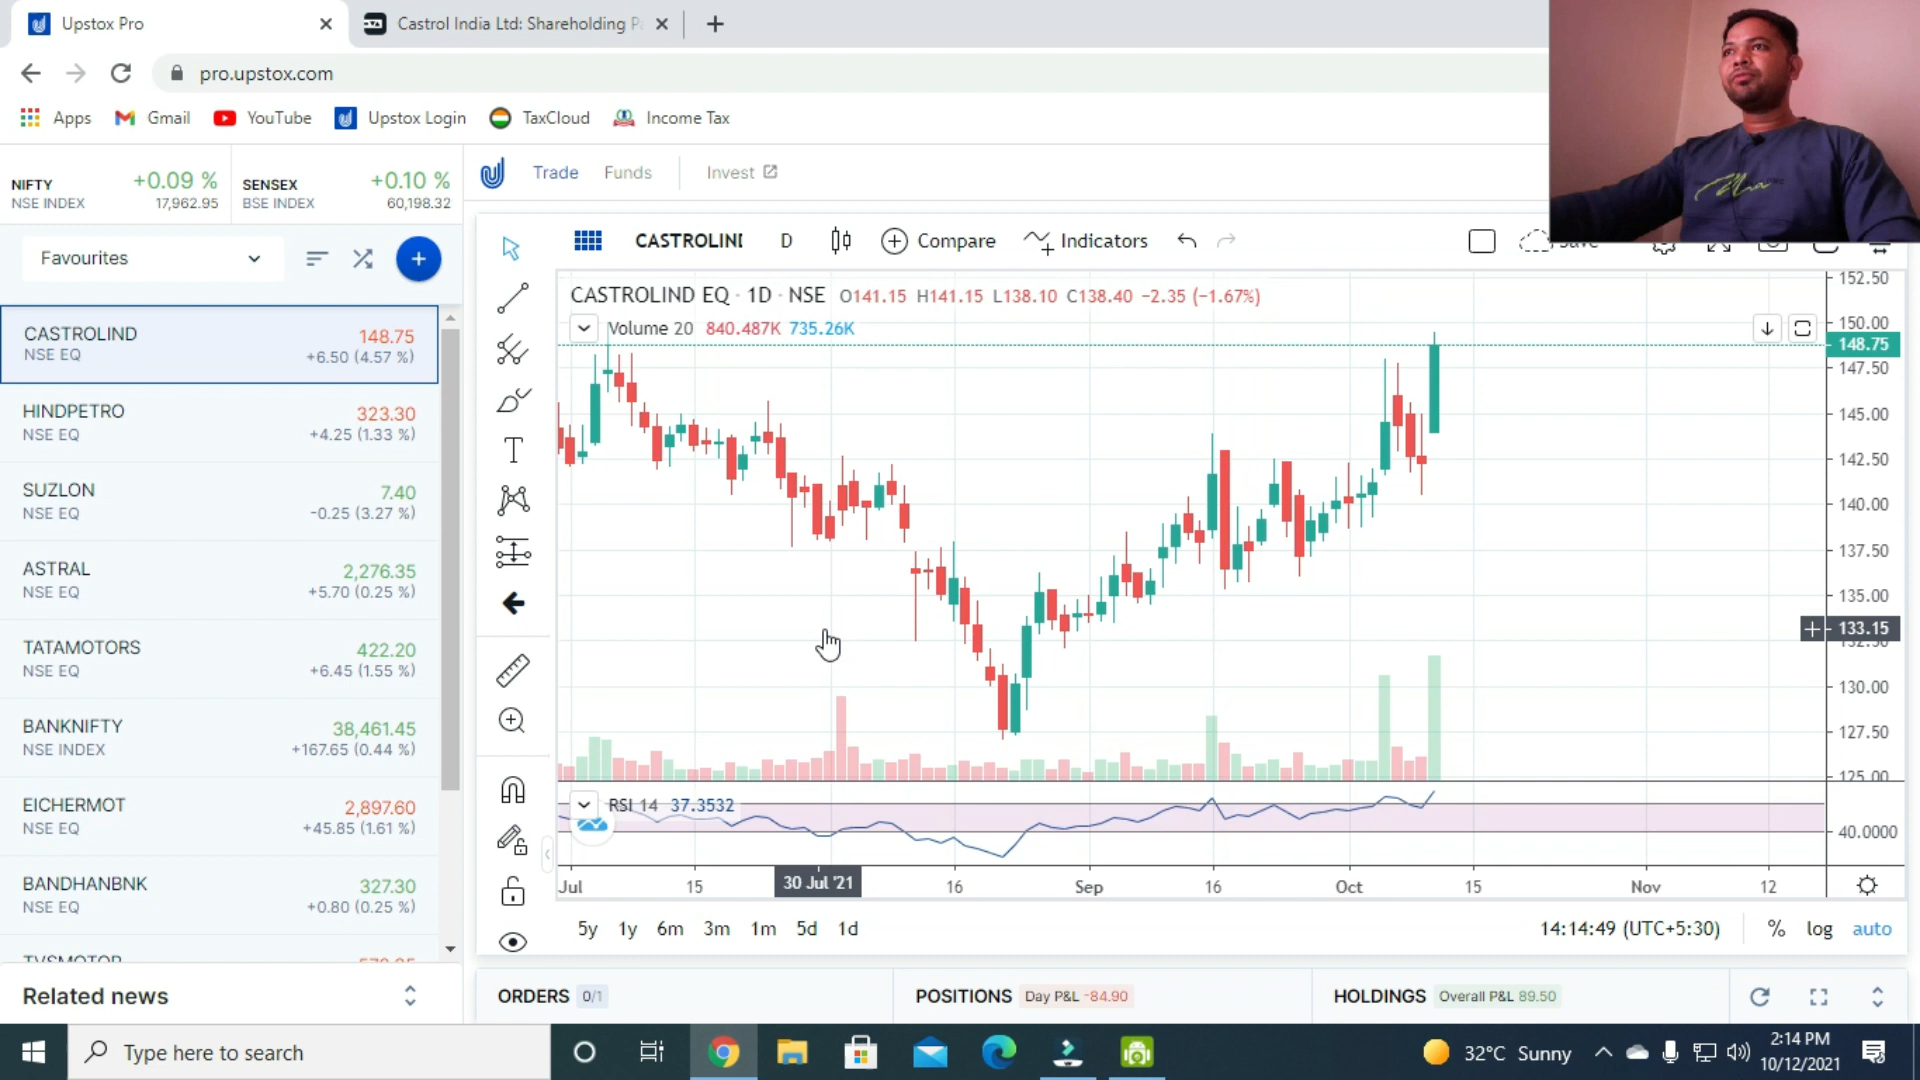 Upstox Pro
Castrol India Ltd: Shareholding Pa
pro.upstox.com
Apps
Gmail
YouTube
Upstox Login
TaxCloud
Income Tax
NIFTY +0.09 %
NSE INDEX 17,962.95
SENSEX +0.10 %
BSE INDEX 60,198.32
Trade
Funds
Invest
Favourites
CASTROLIND 148.75
NSE EQ +6.50 (4.57 %)
HINDPETRO 323.30
NSE EQ +4.25 (1.33 %)
SUZLON 7.40
NSE EQ -0.25 (3.27 %)
ASTRAL 2,276.35
NSE EQ +5.70 (0.25 %)
TATAMOTORS 422.20
NSE EQ +6.45 (1.55 %)
BANKNIFTY 38,461.45
NSE INDEX +167.65 (0.44 %)
EICHERMOT 2,897.60
NSE EQ +45.85 (1.61 %)
BANDHANBNK 327.30
NSE EQ +0.80 (0.25 %)
Related news
CASTROLINI D Compare Indicators
CASTROLIND EQ · 1D · NSE O141.15 H141.15 L138.10 C138.40 −2.35 (−1.67%)
Volume 20 840.487K 735.26K
152.50
150.00
148.75
147.50
145.00
142.50
140.00
137.50
135.00
133.15
132.50
130.00
127.50
125.00
RSI 14 37.3532
40.0000
Jul 15 30 Jul '21 16 Sep 16 Oct 15 Nov 12
5y 1y 6m 3m 1m 5d 1d
14:14:49 (UTC+5:30) % log auto
ORDERS 0/1
POSITIONS Day P&L -84.90
HOLDINGS Overall P&L 89.50
Type here to search
32°C Sunny
2:14 PM
10/12/2021